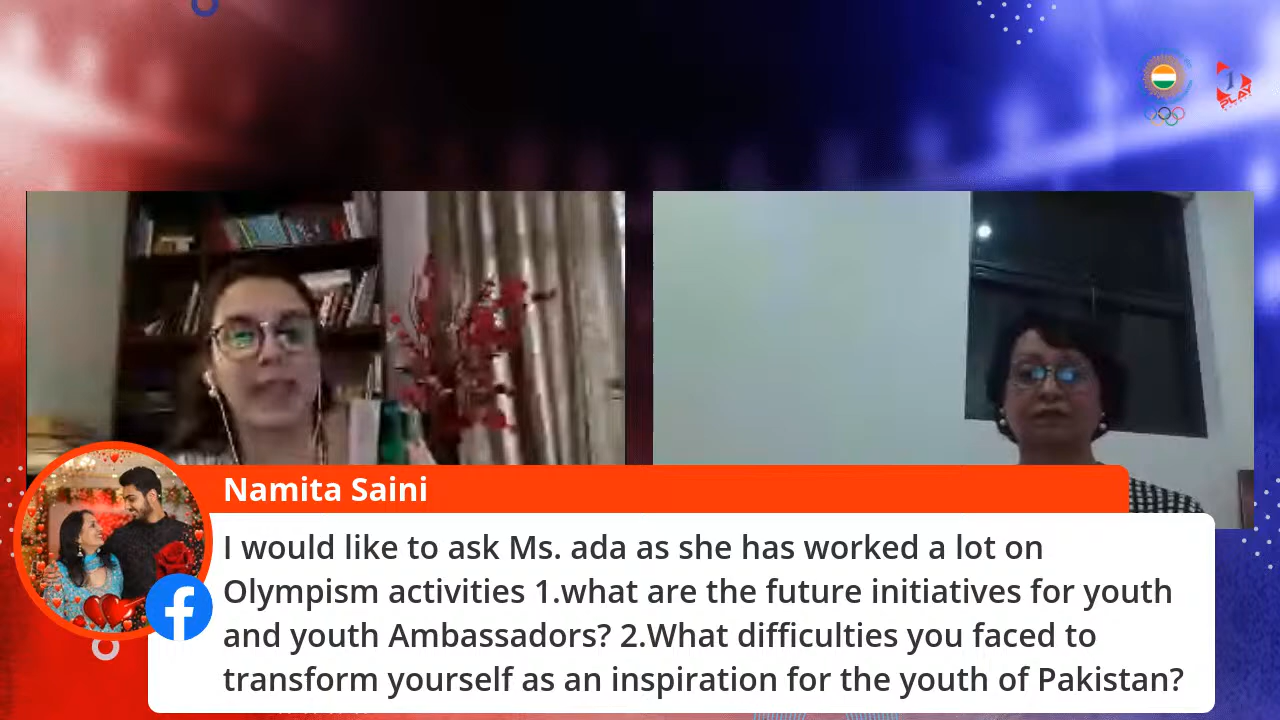 1
PLAY
Namita Saini
I would like to ask Ms. ada as she has worked a lot on
Olympism activities 1.what are the future initiatives for youth
and youth Ambassadors? 2.What difficulties you faced to
transform yourself as an inspiration for the youth of Pakistan?